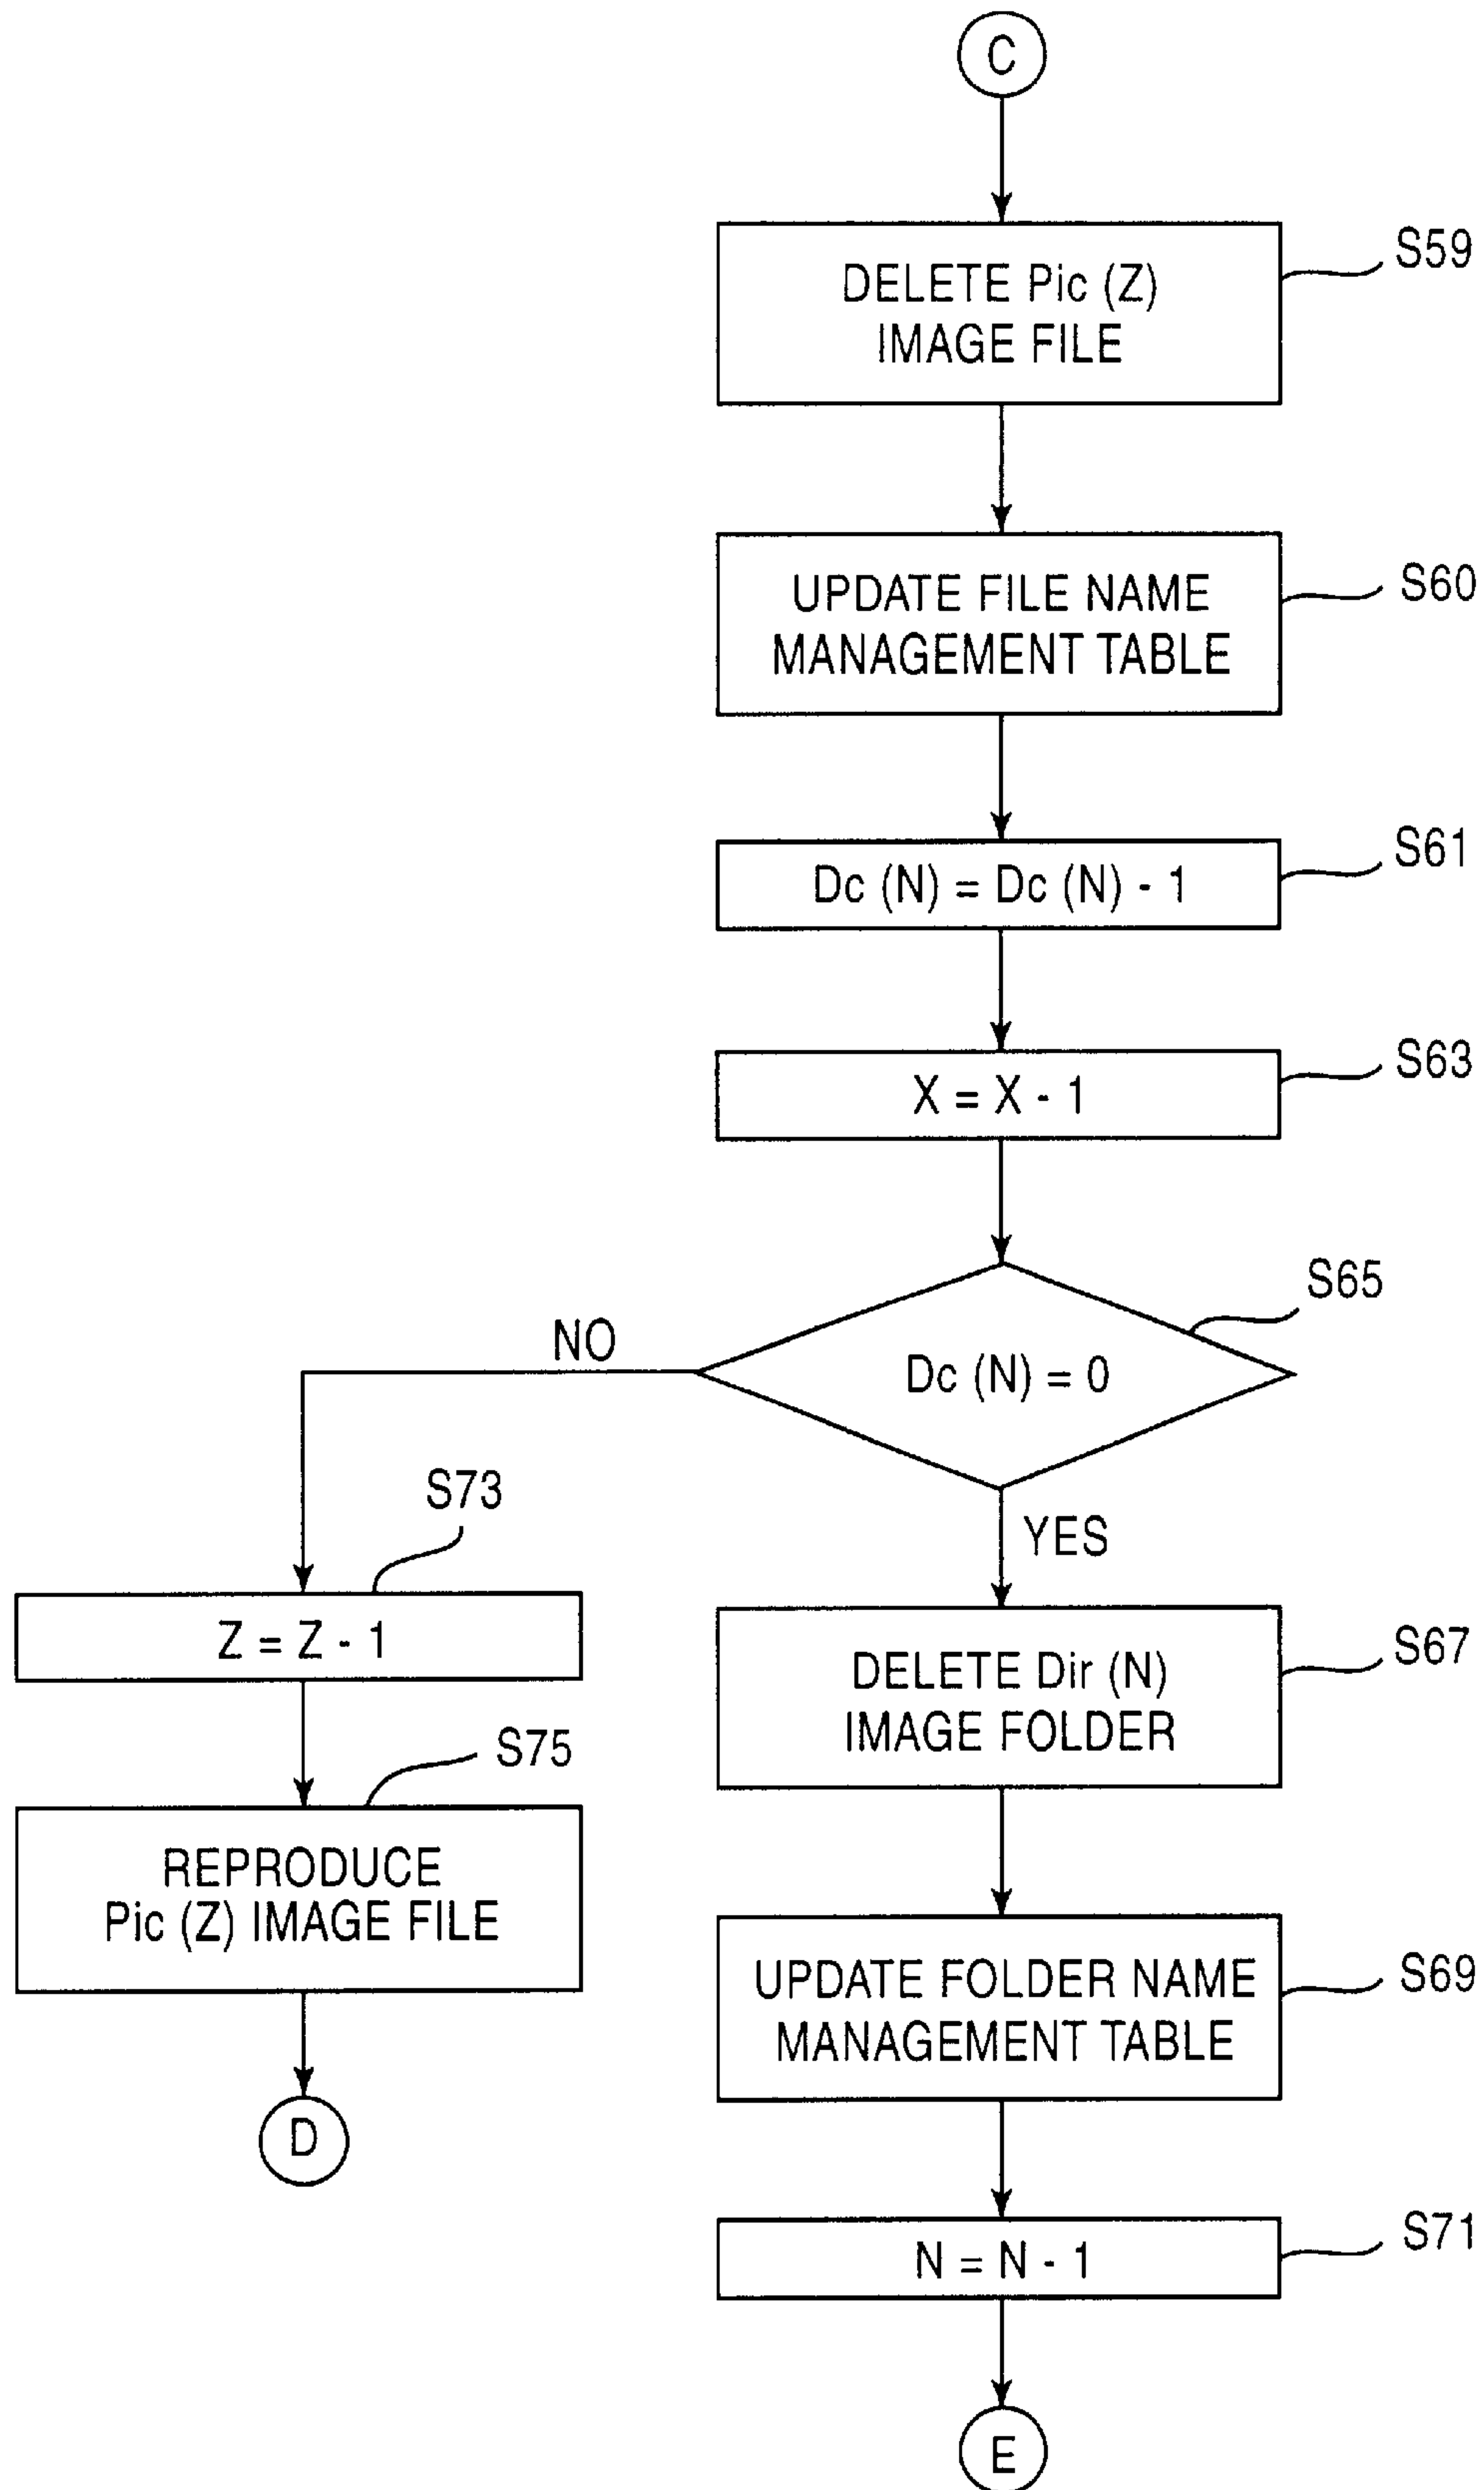 C
DELETE Pic (Z)
IMAGE FILE
S59
UPDATE FILE NAME
MANAGEMENT TABLE
S60
Dc (N) = Dc (N) - 1
S61
X = X - 1
S63
Dc (N) = 0
S65
NO
YES
S73
Z = Z - 1
S75
REPRODUCE
Pic (Z) IMAGE FILE
D
DELETE Dir (N)
IMAGE FOLDER
S67
UPDATE FOLDER NAME
MANAGEMENT TABLE
S69
N = N - 1
S71
E